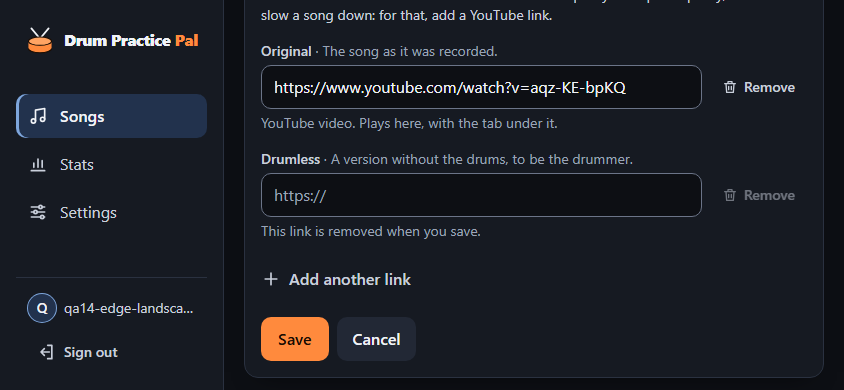 Drum Practice Pal
Songs
Stats
Settings
Q qa14-edge-landsca...
Sign out
slow a song down: for that, add a YouTube link.
Original · The song as it was recorded.
https://www.youtube.com/watch?v=aqz-KE-bpKQ
Remove
YouTube video. Plays here, with the tab under it.
Drumless · A version without the drums, to be the drummer.
https://
Remove
This link is removed when you save.
+ Add another link
Save
Cancel